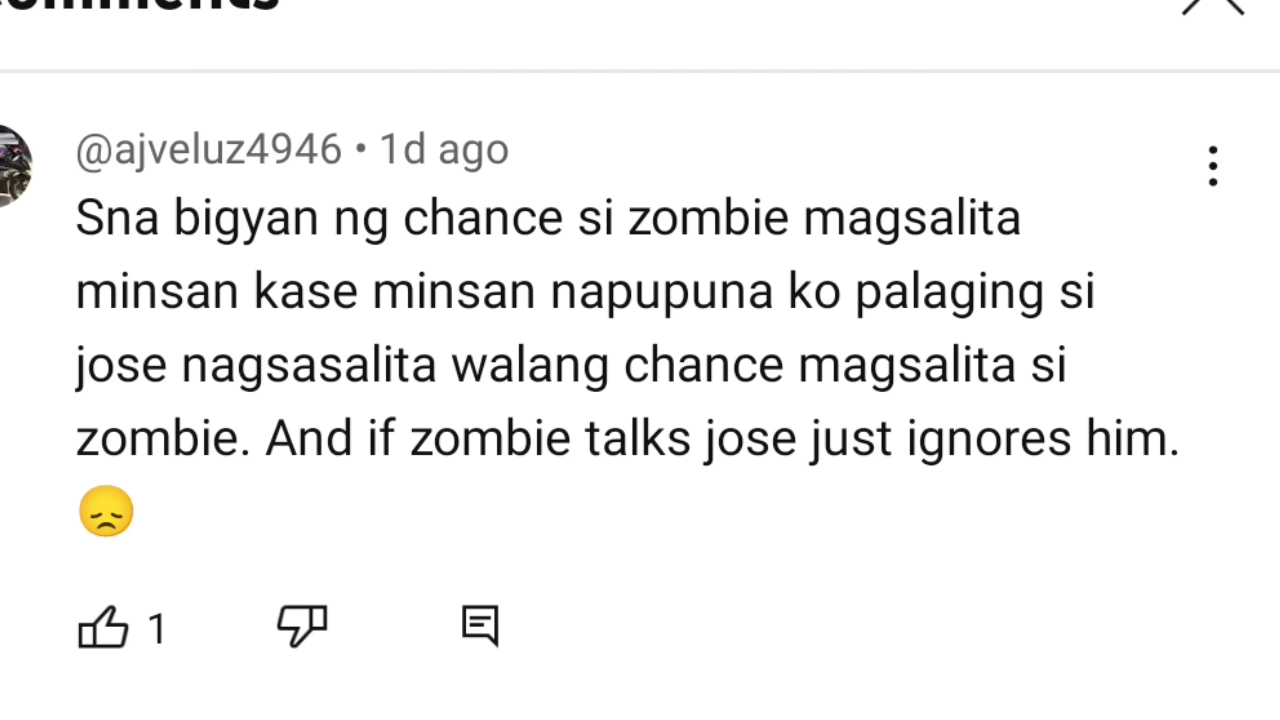 Comments
@ajveluz4946 • 1d ago
Sna bigyan ng chance si zombie magsalita
minsan kase minsan napupuna ko palaging si
jose nagsasalita walang chance magsalita si
zombie. And if zombie talks jose just ignores him.
😞
1